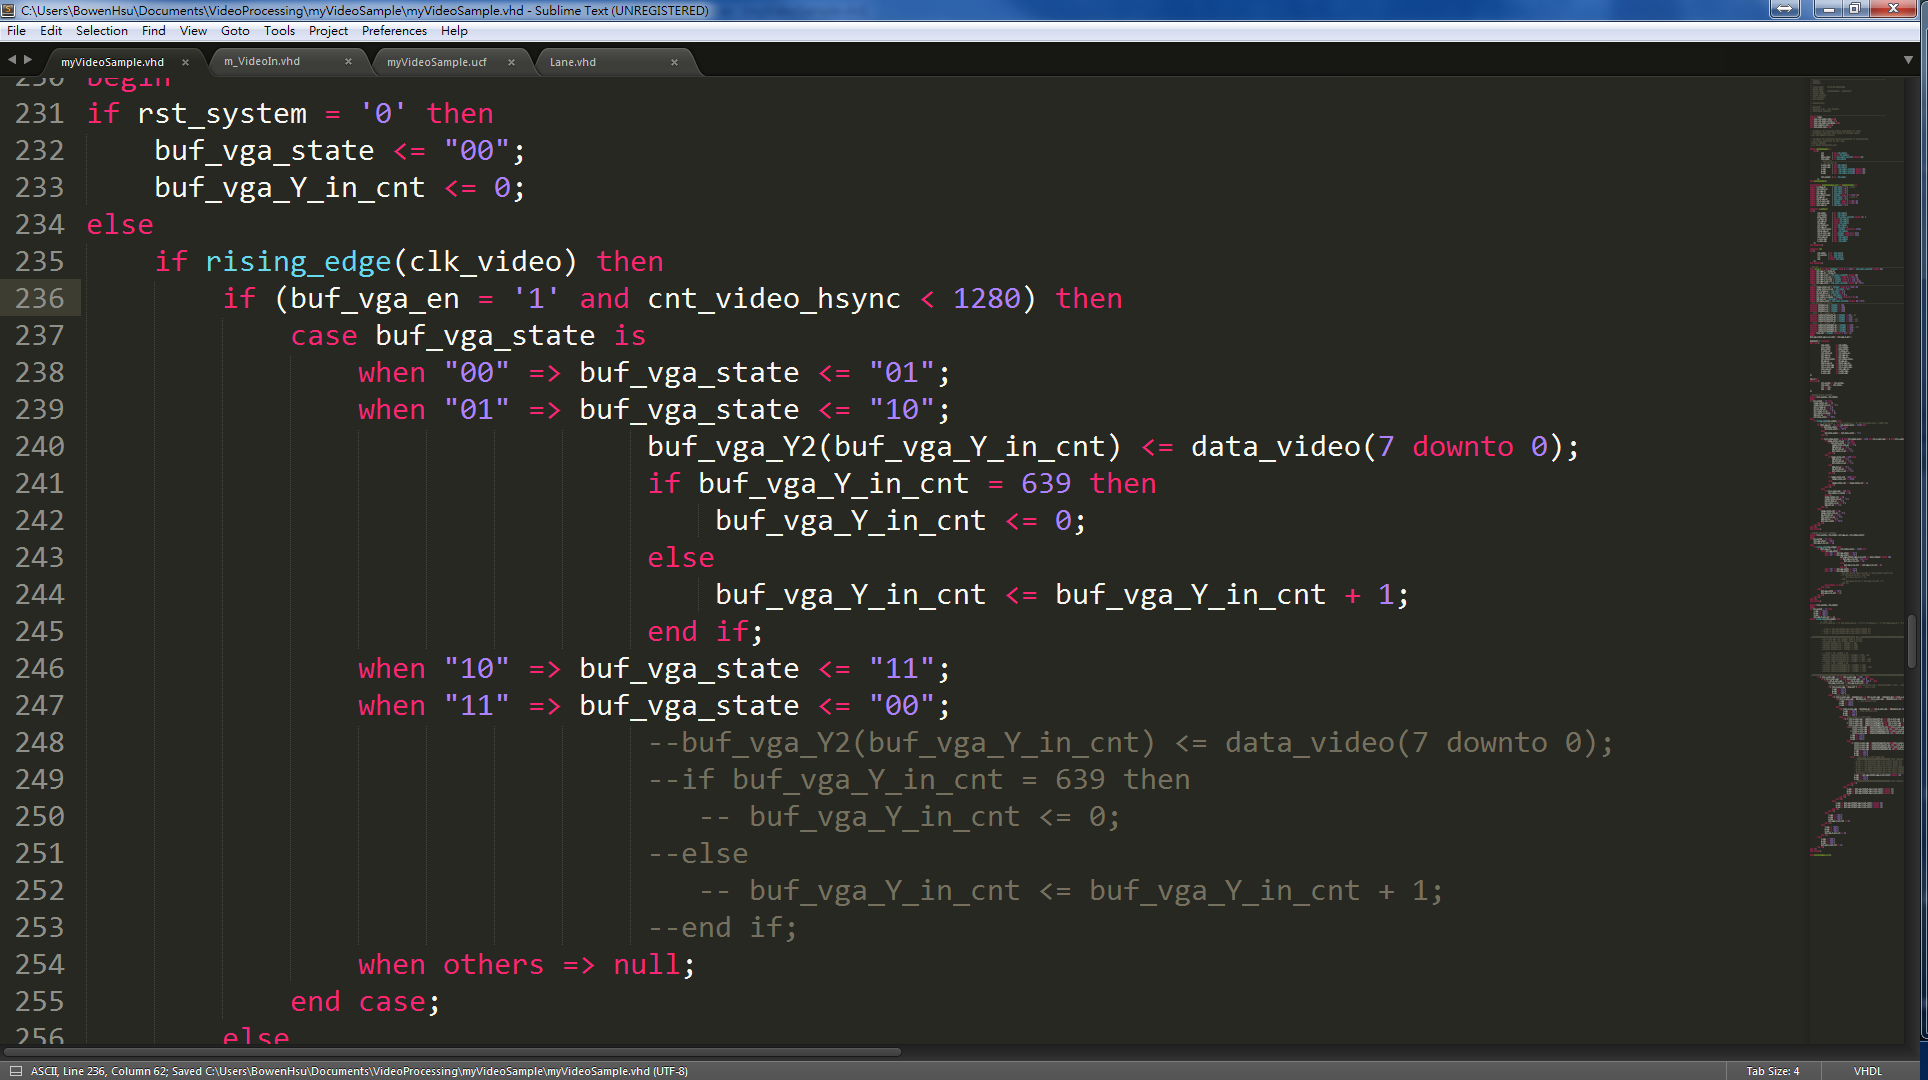 C:\Users\BowenHsu\Documents\VideoProcessing\myVideoSample\myVideoSample.vhd - Sublime Text (UNREGISTERED)
File Edit Selection Find View Goto Tools Project Preferences Help
myVideoSample.vhd × m_VideoIn.vhd × myVideoSample.ucf × Lane.vhd ×
230 begin
231 if rst_system = '0' then
232 buf_vga_state <= "00";
233 buf_vga_Y_in_cnt <= 0;
234 else
235 if rising_edge(clk_video) then
236 if (buf_vga_en = '1' and cnt_video_hsync < 1280) then
237 case buf_vga_state is
238 when "00" => buf_vga_state <= "01";
239 when "01" => buf_vga_state <= "10";
240 buf_vga_Y2(buf_vga_Y_in_cnt) <= data_video(7 downto 0);
241 if buf_vga_Y_in_cnt = 639 then
242 buf_vga_Y_in_cnt <= 0;
243 else
244 buf_vga_Y_in_cnt <= buf_vga_Y_in_cnt + 1;
245 end if;
246 when "10" => buf_vga_state <= "11";
247 when "11" => buf_vga_state <= "00";
248 --buf_vga_Y2(buf_vga_Y_in_cnt) <= data_video(7 downto 0);
249 --if buf_vga_Y_in_cnt = 639 then
250 -- buf_vga_Y_in_cnt <= 0;
251 --else
252 -- buf_vga_Y_in_cnt <= buf_vga_Y_in_cnt + 1;
253 --end if;
254 when others => null;
255 end case;
256 else
ASCII, Line 236, Column 62; Saved C:\Users\BowenHsu\Documents\VideoProcessing\myVideoSample\myVideoSample.vhd (UTF-8) Tab Size: 4 VHDL